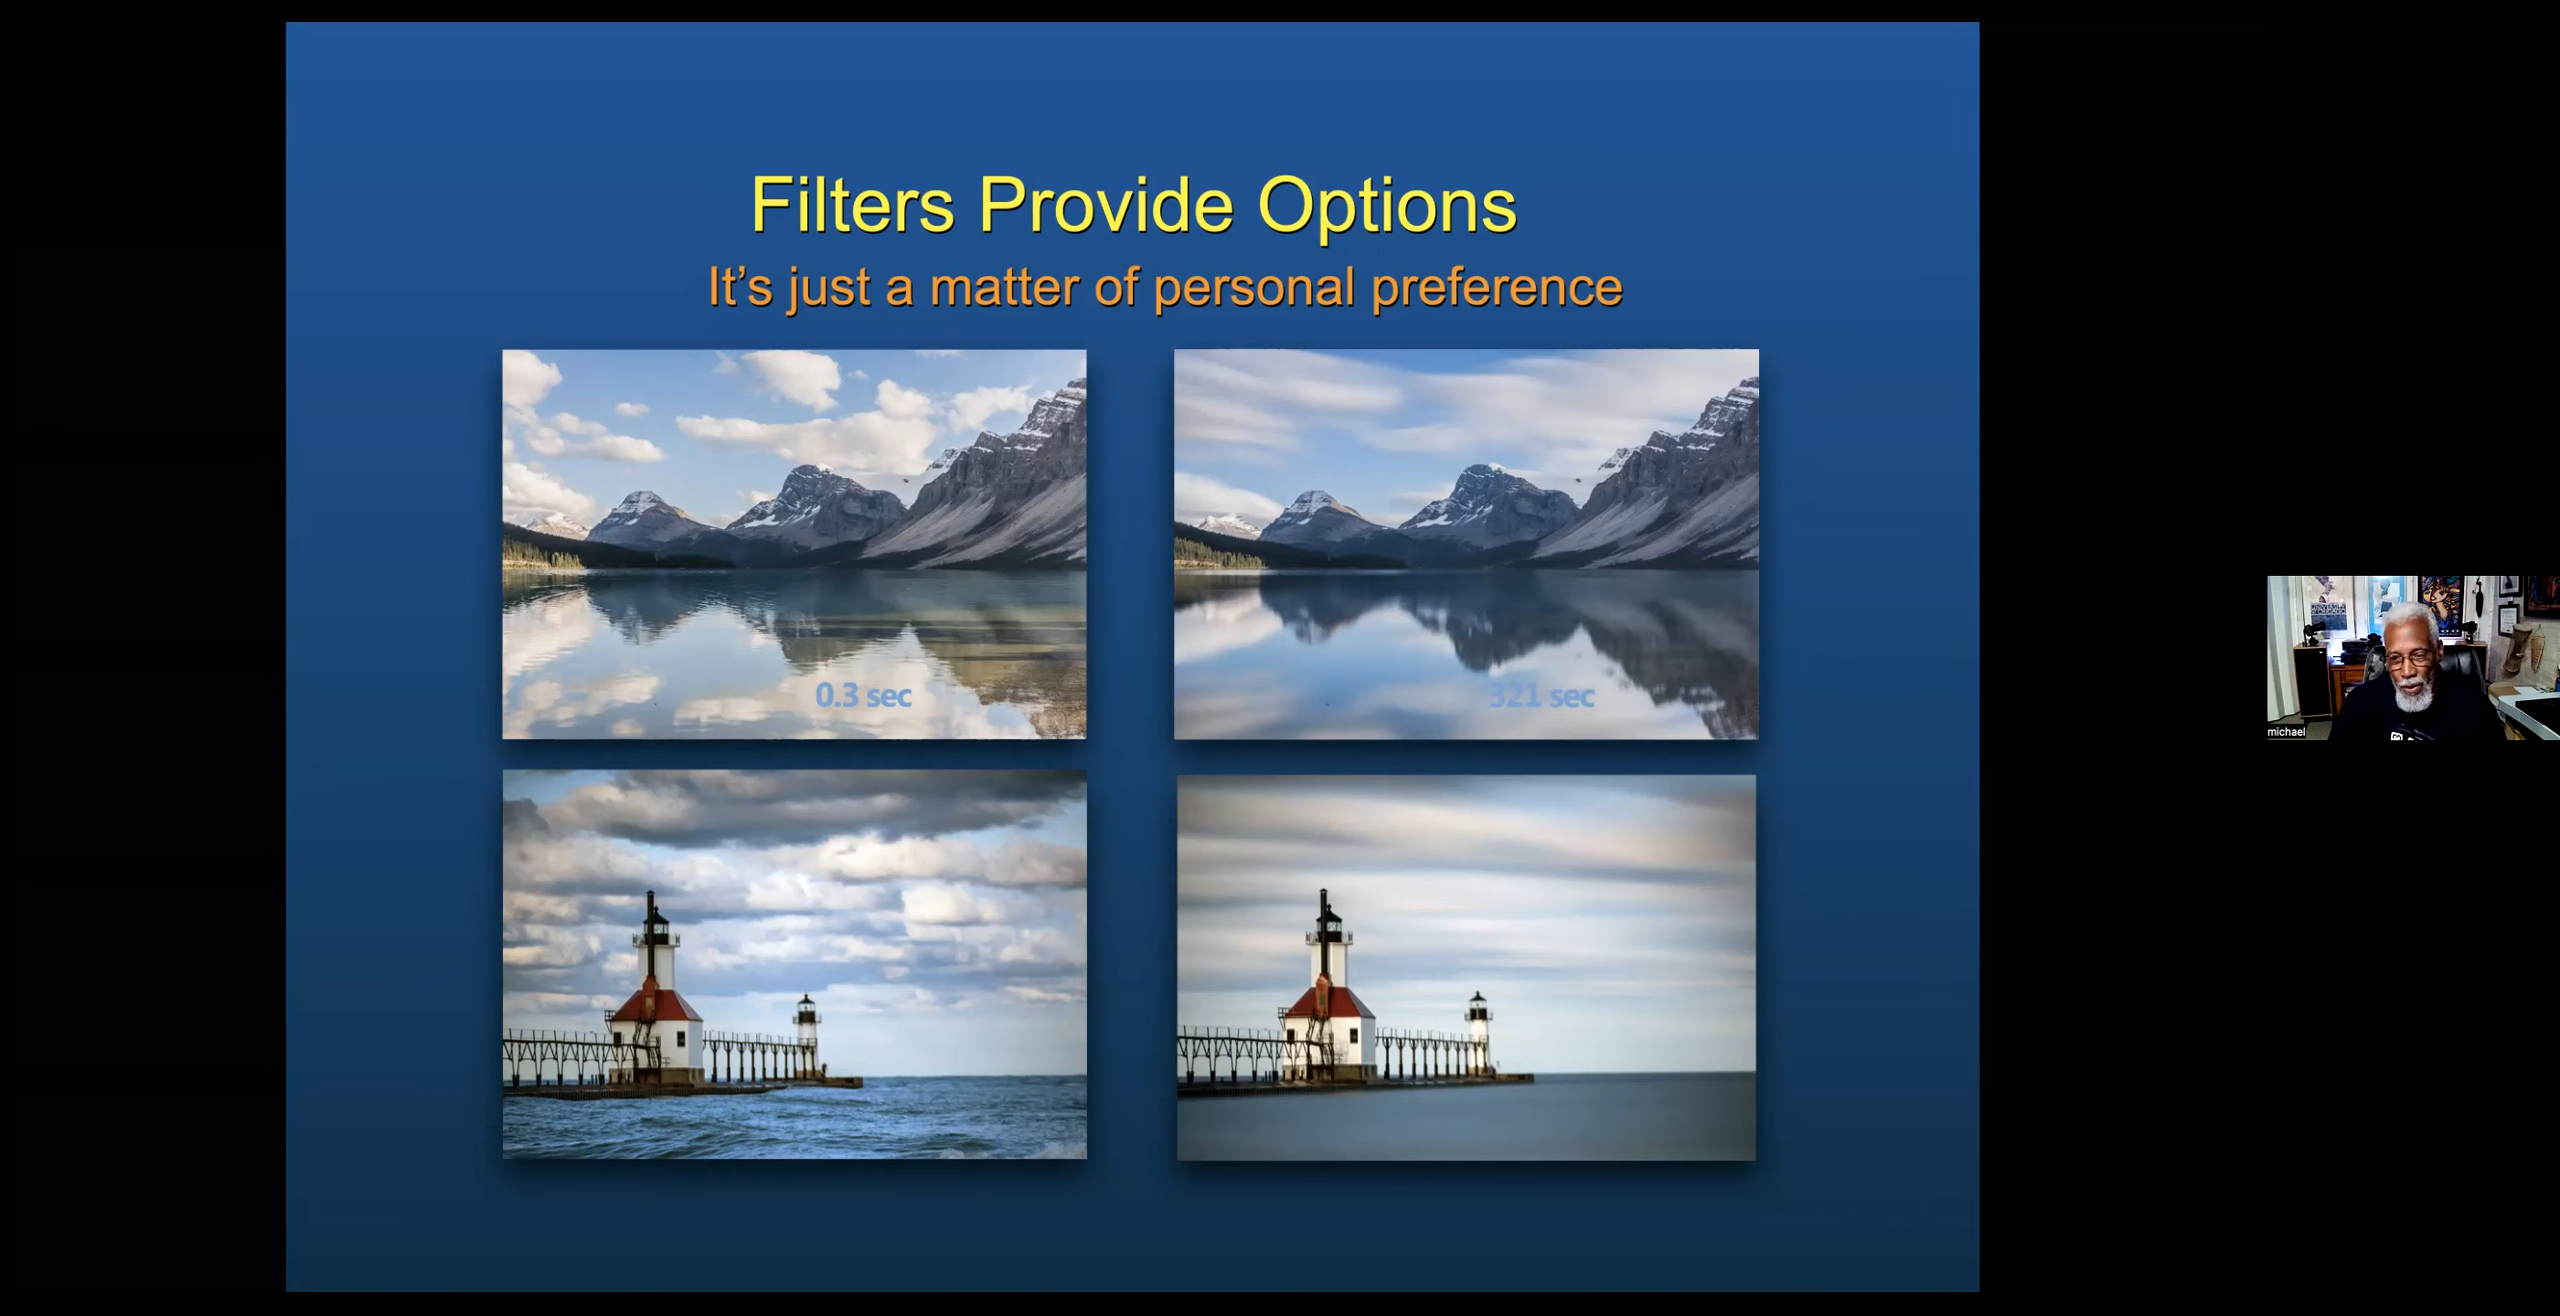 Filters Provide Options
It's just a matter of personal preference
0.3 sec
321 sec
michael